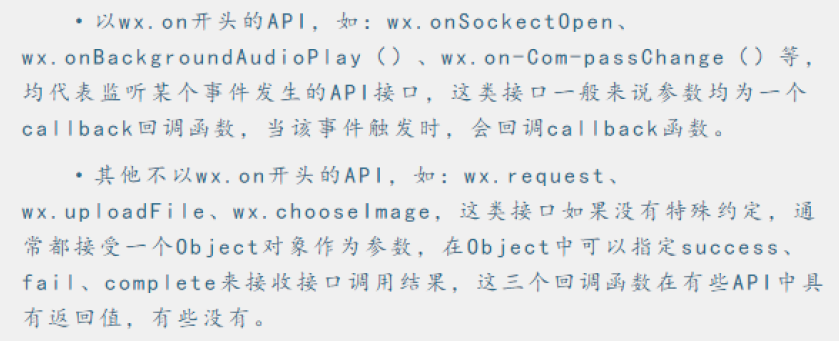 •以wx.on开头的API，如：wx.onSockectOpen、
wx.onBackgroundAudioPlay（）、wx.on-Com-passChange（）等，
均代表监听某个事件发生的API接口，这类接口一般来说参数均为一个
callback回调函数，当该事件触发时，会回调callback函数。
•其他不以wx.on开头的API，如：wx.request、
wx.uploadFile、wx.chooseImage，这类接口如果没有特殊约定，通
常都接受一个Object对象作为参数，在Object中可以指定success、
fail、complete来接收接口调用结果，这三个回调函数在有些API中具
有返回值，有些没有。